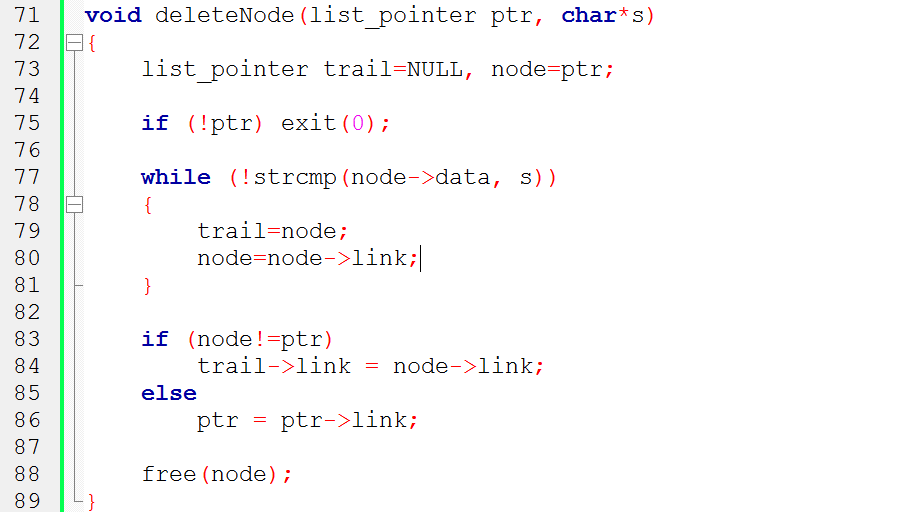 71 void deleteNode(list_pointer ptr, char*s)
72 {
73 list_pointer trail=NULL, node=ptr;
74
75 if (!ptr) exit(0);
76
77 while (!strcmp(node->data, s))
78 {
79 trail=node;
80 node=node->link;
81 }
82
83 if (node!=ptr)
84 trail->link = node->link;
85 else
86 ptr = ptr->link;
87
88 free(node);
89 }